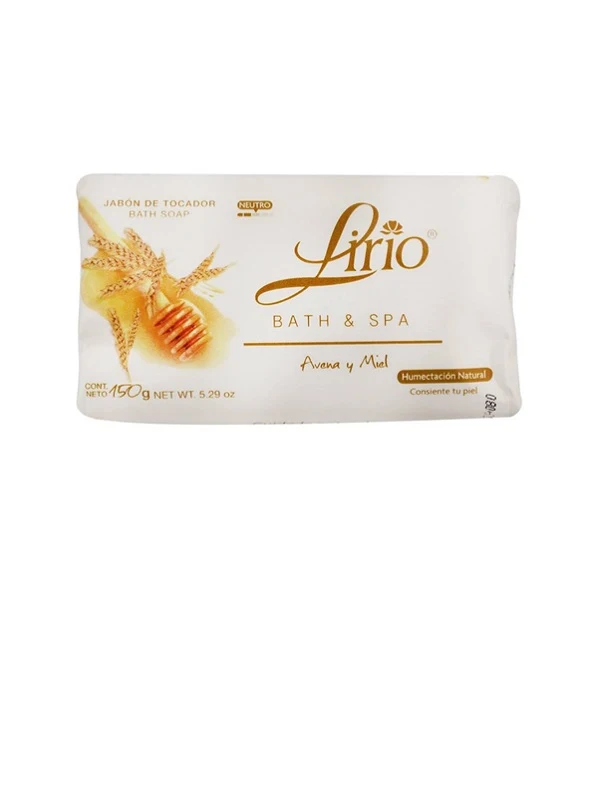 JABÓN DE TOCADOR
BATH SOAP
NEUTRO
Lirio®
BATH & SPA
Avena y Miel
Humectación Natural
Consiente tu piel
CONT.
NETO 150g NET WT. 5.29 oz